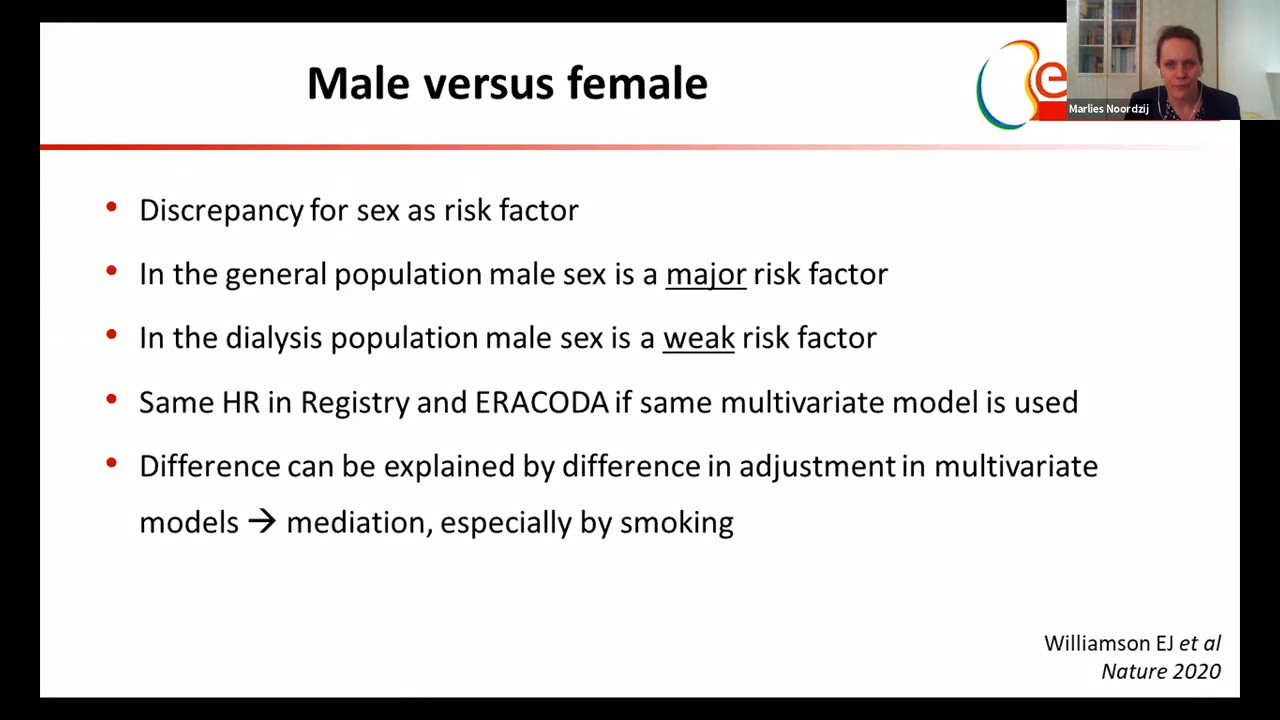 Male versus female
e
Marlies Noordzij
• Discrepancy for sex as risk factor
• In the general population male sex is a major risk factor
• In the dialysis population male sex is a weak risk factor
• Same HR in Registry and ERACODA if same multivariate model is used
• Difference can be explained by difference in adjustment in multivariate
models → mediation, especially by smoking
Williamson EJ et al
Nature 2020